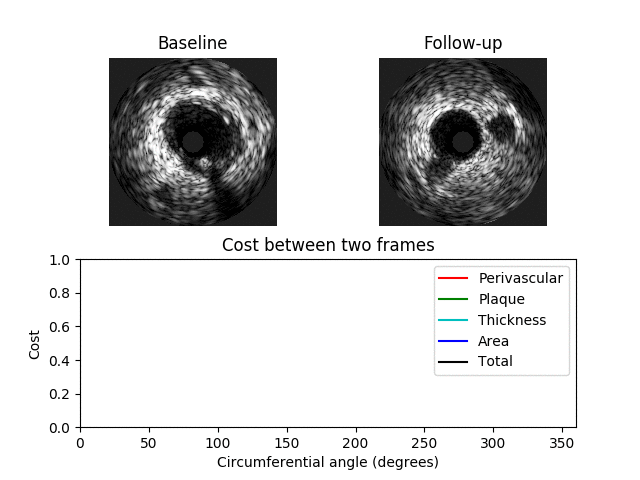 Baseline
Follow-up
Cost between two frames
1.0
0.8
0.6
0.4
0.2
0.0
Cost
Perivascular
Plaque
Thickness
Area
Total
0 50 100 150 200 250 300 350
Circumferential angle (degrees)